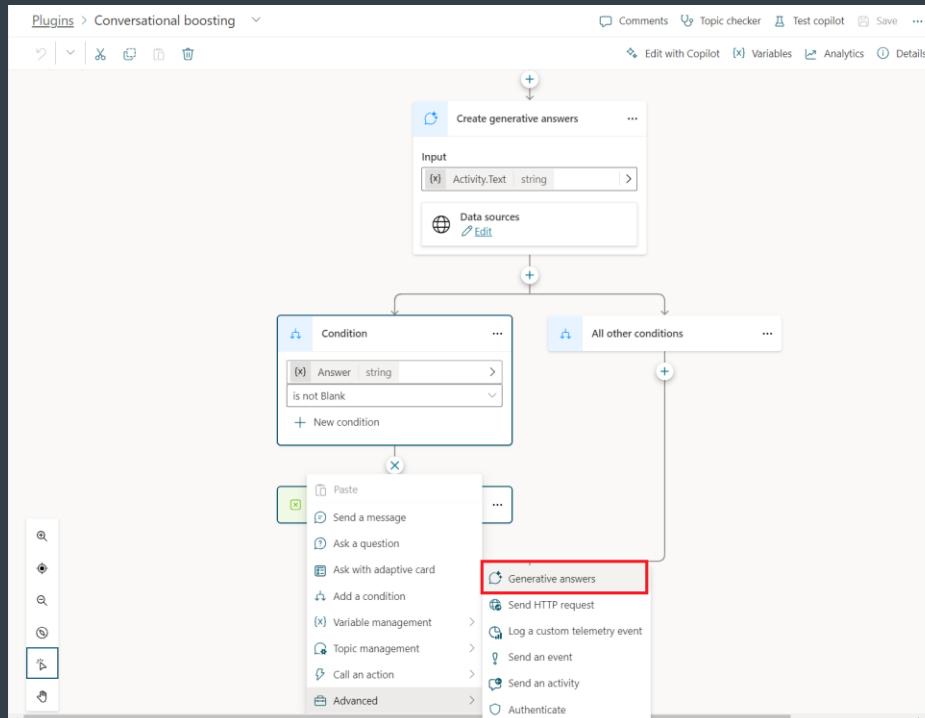 Plugins > Conversational boosting
Comments Topic checker Test copilot Save ...
Edit with Copilot {x} Variables Analytics Details
Create generative answers ...
Input
{x} Activity.Text string >
Data sources
Edit
Condition ...
All other conditions ...
{x} Answer string >
is not Blank
+ New condition
Paste
...
Send a message
Ask a question
Ask with adaptive card
Add a condition
{x} Variable management >
Topic management >
Call an action >
Advanced >
Generative answers
Send HTTP request
Log a custom telemetry event
Send an event
Send an activity
Authenticate